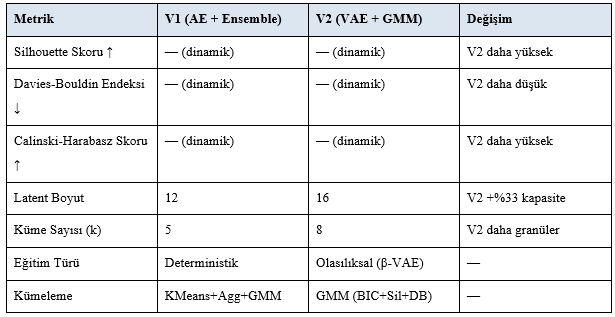 Metrik V1 (AE + Ensemble) V2 (VAE + GMM) Değişim
Silhouette Skoru ↑ — (dinamik) — (dinamik) V2 daha yüksek
Davies-Bouldin Endeksi — (dinamik) — (dinamik) V2 daha düşük
↓
Calinski-Harabasz Skoru — (dinamik) — (dinamik) V2 daha yüksek
↑
Latent Boyut 12 16 V2 +%33 kapasite
Küme Sayısı (k) 5 8 V2 daha granüler
Eğitim Türü Deterministik Olasılıksal (β-VAE) —
Kümeleme KMeans+Agg+GMM GMM (BIC+Sil+DB) —